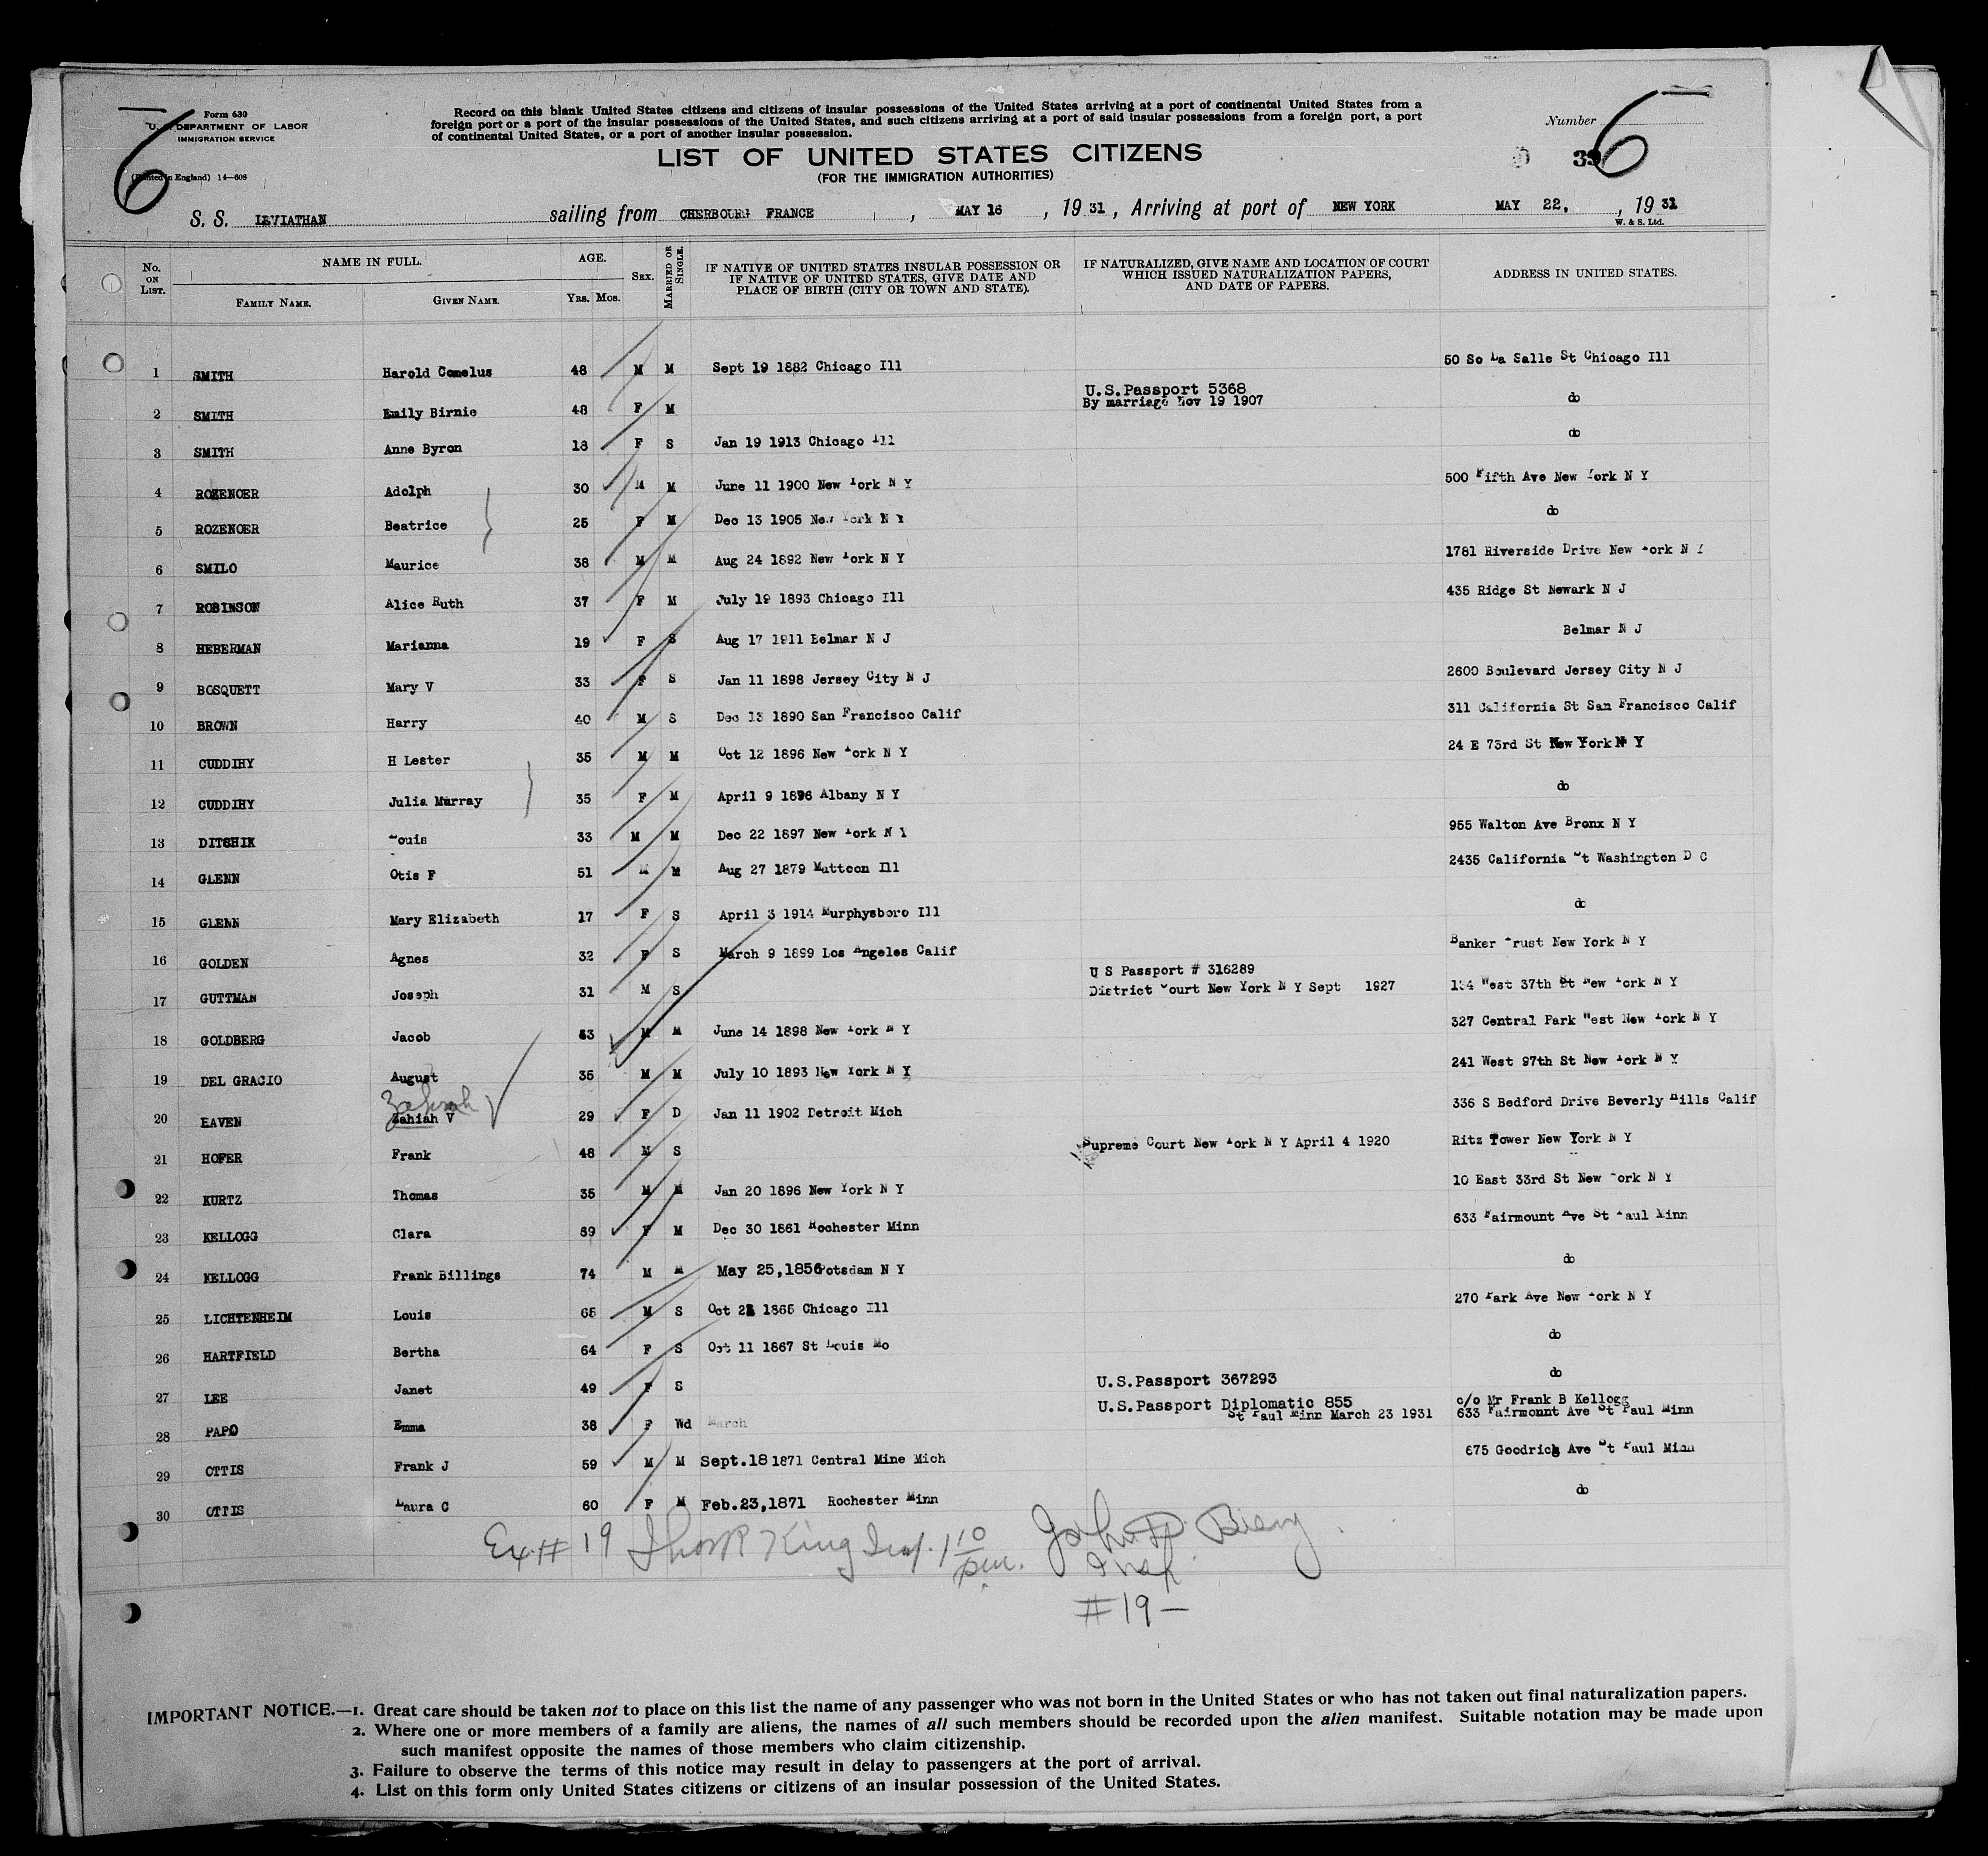 Form 630
U. S. DEPARTMENT OF LABOR
IMMIGRATION SERVICE
(Printed in England) 14—608
6
Record on this blank United States citizens and citizens of insular possessions of the United States arriving at a port of continental United States from a
foreign port or a port of the insular possessions of the United States, and such citizens arriving at a port of said insular possessions from a foreign port, a port
of continental United States, or a port of another insular possession.
Number 6
LIST OF UNITED STATES CITIZENS
(FOR THE IMMIGRATION AUTHORITIES)
S. S. LEVIATHAN sailing from CHERBOURG FRANCE, MAY 16, 1931, Arriving at port of NEW YORK MAY 22, , 1931
W. & S. Ltd.
No. ON LIST. NAME IN FULL. FAMILY NAME. GIVEN NAME. AGE. YRS. MOS. SEX. MARRIED OR SINGLE. IF NATIVE OF UNITED STATES INSULAR POSSESSION OR IF NATIVE OF UNITED STATES, GIVE DATE AND PLACE OF BIRTH (CITY OR TOWN AND STATE). IF NATURALIZED, GIVE NAME AND LOCATION OF COURT WHICH ISSUED NATURALIZATION PAPERS, AND DATE OF PAPERS. ADDRESS IN UNITED STATES.
1 SMITH Harold Comelus 48 M M Sept 19 1882 Chicago Ill 50 So La Salle St Chicago Ill
2 SMITH Emily Birnie 48 F M U.S.Passport 5368 By marriage Nov 19 1907 do
3 SMITH Anne Byron 18 F S Jan 19 1913 Chicago Ill do
4 ROZENOER Adolph 30 M M June 11 1900 New York N Y 500 Fifth Ave New York N Y
5 ROZENOER Beatrice 25 F M Dec 13 1905 New York N Y do
6 SMILO Maurice 38 M M Aug 24 1892 New York N Y 1781 Riverside Drive New York N Y
7 ROBINSON Alice Ruth 37 F M July 19 1893 Chicago Ill 435 Ridge St Newark N J
8 HEBERMAN Marianna 19 F S Aug 17 1911 Belmar N J Belmar N J
9 BOSQUETT Mary V 33 F S Jan 11 1898 Jersey City N J 2600 Boulevard Jersey City N J
10 BROWN Harry 40 M S Dec 13 1890 San Francisco Calif 311 California St San Francisco Calif
11 CUDDIHY H Lester 35 M M Oct 12 1896 New York N Y 24 E 73rd St New York N Y
12 CUDDIHY Julia Murray 35 F M April 9 1896 Albany N Y do
13 DITSHIK Louis 33 M M Dec 22 1897 New York N Y 955 Walton Ave Bronx N Y
14 GLENN Otis F 51 M M Aug 27 1879 Mattoon Ill 2435 California St Washington D C
15 GLENN Mary Elizabeth 17 F S April 3 1914 Murphysboro Ill do
16 GOLDEN Agnes 32 F S March 9 1899 Los Angeles Calif Banker Trust New York N Y
17 GUTTMAN Joseph 31 M S U S Passport # 316289 District Court New York N Y Sept 1927 134 West 37th St New York N Y
18 GOLDBERG Jacob 53 M M June 14 1898 New York N Y 327 Central Park West New York N Y
19 DEL GRACIO August 35 M M July 10 1893 New York N Y 241 West 97th St New York N Y
20 EAVEN Zahiah V 29 F D Jan 11 1902 Detroit Mich 336 S Bedford Drive Beverly Hills Calif
21 HOFER Frank 48 M S Supreme Court New York N Y April 4 1920 Ritz Tower New York N Y
22 KURTZ Thomas 35 M M Jan 20 1896 New York N Y 10 East 33rd St New York N Y
23 KELLOGG Clara 69 F M Dec 30 1861 Rochester Minn 633 Fairmount Ave St Paul Minn
24 KELLOGG Frank Billings 74 M M May 25,1856 Potsdam N Y do
25 LICHTENHEIM Louis 65 M S Oct 1865 Chicago Ill 270 Park Ave New York N Y
26 HARTFIELD Bertha 64 F S Oct 11 1867 St Louis Mo do
27 LEE Janet 49 F S U.S.Passport 367293 do
28 PAPO Emma 38 F Wd March U.S.Passport Diplomatic 855 St Paul Minn March 23 1931 c/o Mr Frank B Kellogg 633 Fairmount Ave St Paul Minn
29 OTTIS Frank J 59 M M Sept.18 1871 Central Mine Mich 675 Goodrich Ave St Paul Minn
30 OTTIS Laura C 60 F M Feb.23,1871 Rochester Minn do
Ex # 19 Thos R King Insp. 1 10 pm.
Insp.
# 19 —
IMPORTANT NOTICE.—1. Great care should be taken not to place on this list the name of any passenger who was not born in the United States or who has not taken out final naturalization papers.
2. Where one or more members of a family are aliens, the names of all such members should be recorded upon the alien manifest. Suitable notation may be made upon
such manifest opposite the names of those members who claim citizenship.
3. Failure to observe the terms of this notice may result in delay to passengers at the port of arrival.
4. List on this form only United States citizens or citizens of an insular possession of the United States.